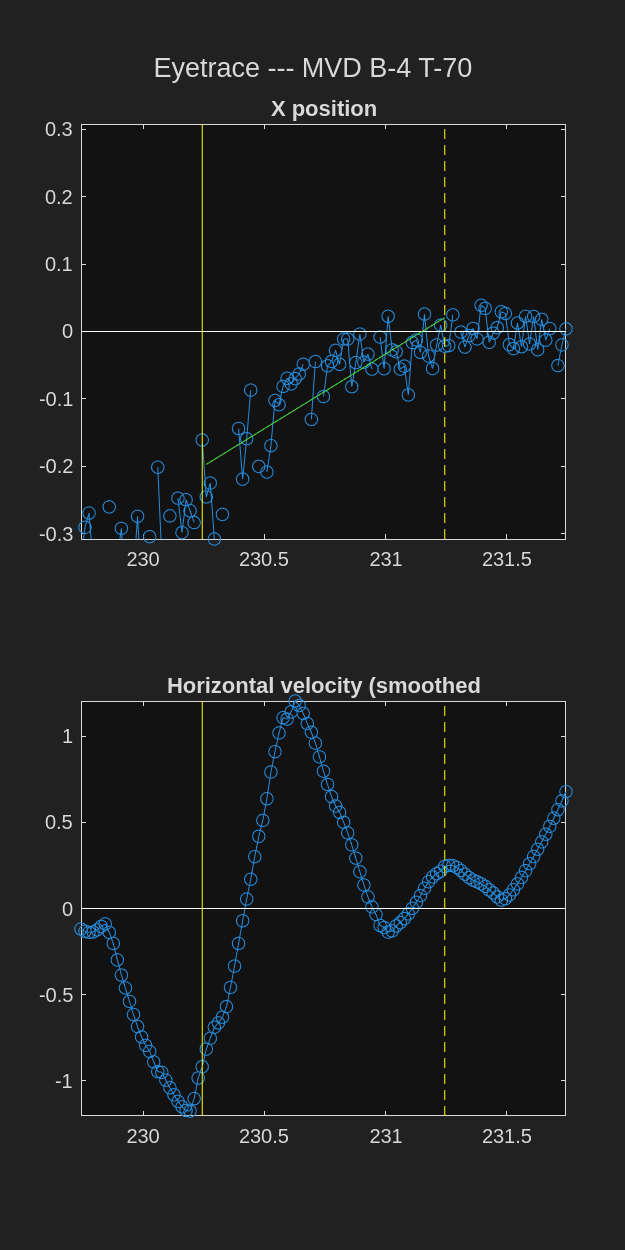 Eyetrace --- MVD B-4 T-70
X position
0.3
0.2
0.1
0
-0.1
-0.2
-0.3
230 230.5 231 231.5
Horizontal velocity (smoothed
1
0.5
0
-0.5
-1
230 230.5 231 231.5